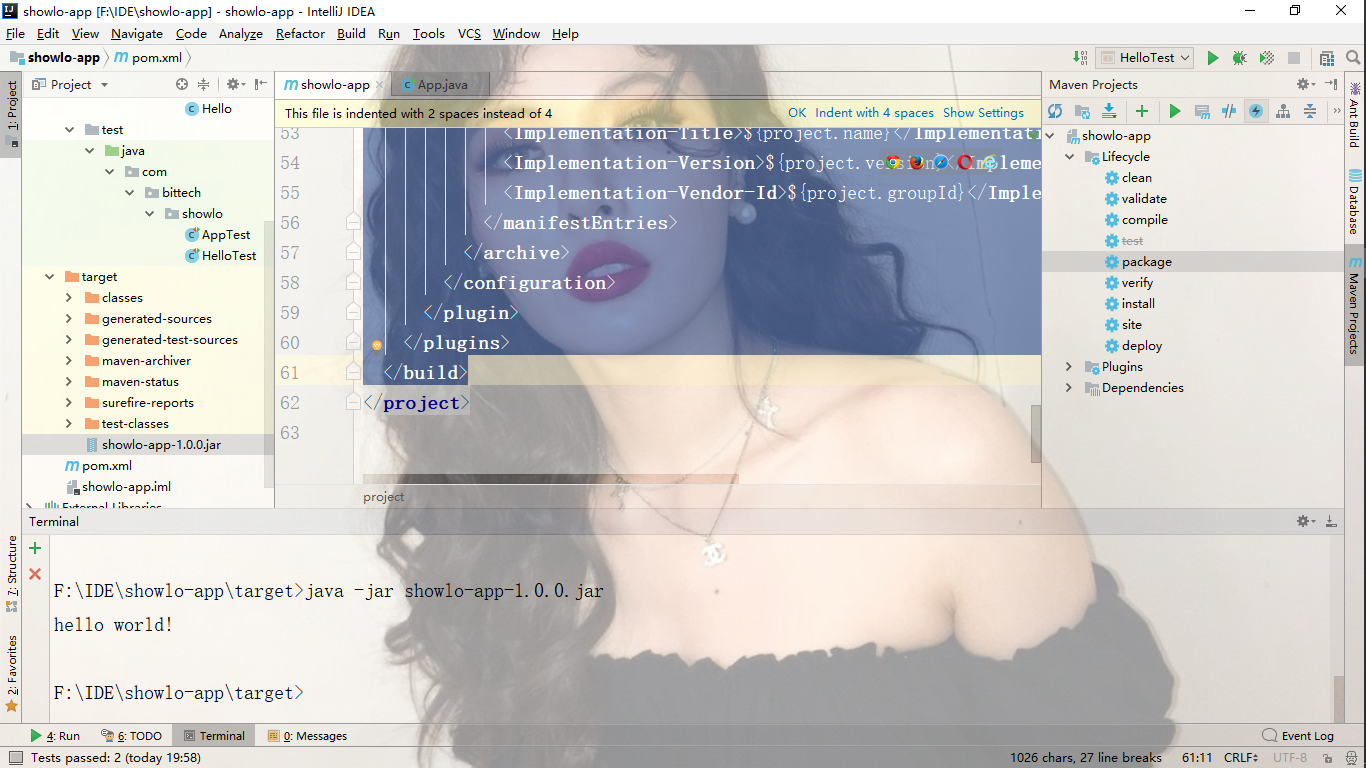 showlo-app [F:\IDE\showlo-app] - showlo-app - IntelliJ IDEA
File Edit View Navigate Code Analyze Refactor Build Run Tools VCS Window Help
showlo-app pom.xml
HelloTest
1: Project
Project
Hello
test
java
com
bittech
showlo
AppTest
HelloTest
target
classes
generated-sources
generated-test-sources
maven-archiver
maven-status
surefire-reports
test-classes
showlo-app-1.0.0.jar
pom.xml
showlo-app.iml
External Libraries
showlo-app App.java
This file is indented with 2 spaces instead of 4 OK Indent with 4 spaces Show Settings
53 <Implementation-Title>${project.name}</Implementati
54 <Implementation-Version>${project.version}</Impleme
55 <Implementation-Vendor-Id>${project.groupId}</Imple
56 </manifestEntries>
57 </archive>
58 </configuration>
59 </plugin>
60 </plugins>
61 </build>
62 </project>
63
project
Maven Projects
showlo-app
Lifecycle
clean
validate
compile
test
package
verify
install
site
deploy
Plugins
Dependencies
Ant Build
Database
Maven Projects
Terminal
F:\IDE\showlo-app\target>java -jar showlo-app-1.0.0.jar
hello world!
F:\IDE\showlo-app\target>
7: Structure
2: Favorites
4: Run 6: TODO Terminal 0: Messages Event Log
Tests passed: 2 (today 19:58) 1026 chars, 27 line breaks 61:11 CRLF UTF-8